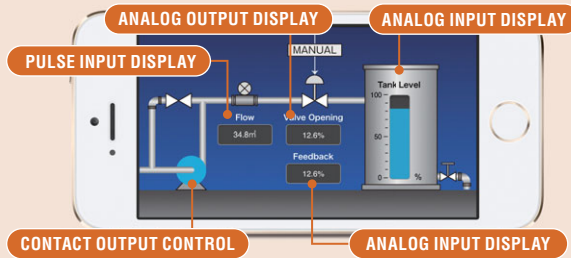 ANALOG OUTPUT DISPLAY
ANALOG INPUT DISPLAY
MANUAL
PULSE INPUT DISPLAY
Tank Level
100
Flow
Valve Opening
34.8㎥
12.6%
50
Feedback
12.6%
0
%
CONTACT OUTPUT CONTROL
ANALOG INPUT DISPLAY